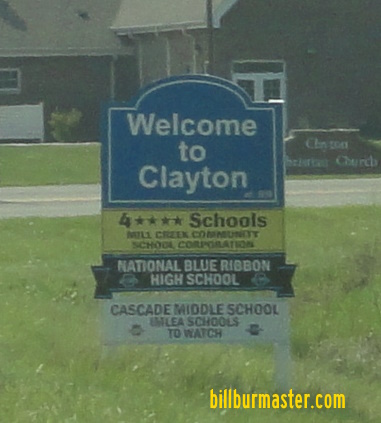 Welcome
to
Clayton
4 ★★★★ Schools
MILL CREEK COMMUNITY
SCHOOL CORPORATION
NATIONAL BLUE RIBBON
HIGH SCHOOL
CASCADE MIDDLE SCHOOL
IMLEA SCHOOLS
TO WATCH
Clayton
Christian Church
billburmaster.com